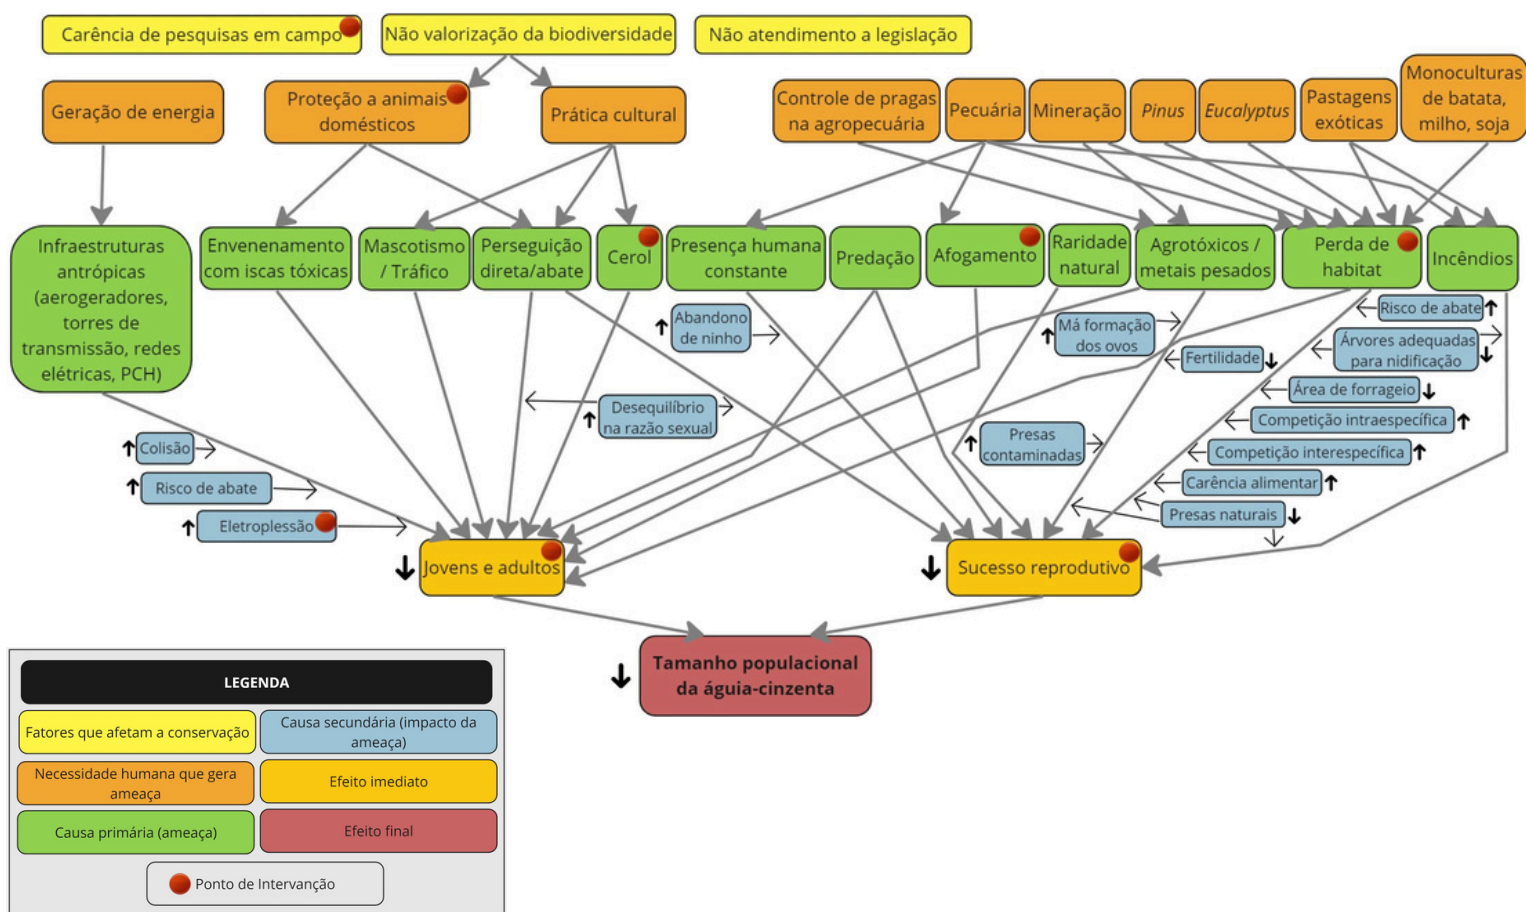 Carência de pesquisas em campo
Não valorização da biodiversidade
Não atendimento a legislação
Geração de energia
Proteção a animais
domésticos
Prática cultural
Controle de pragas
na agropecuária
Pecuária
Mineração
Pinus
Eucalyptus
Pastagens
exóticas
Monoculturas
de batata,
milho, soja
Infraestruturas
antrópicas
(aerogeradores,
torres de
transmissão, redes
elétricas, PCH)
Envenenamento
com iscas tóxicas
Mascotismo
/ Tráfico
Perseguição
direta/abate
Cerol
Presença humana
constante
Predação
Afogamento
Raridade
natural
Agrotóxicos /
metais pesados
Perda de
habitat
Incêndios
Abandono
de ninho
Má formação
dos ovos
Fertilidade
Risco de abate
Árvores adequadas
para nidificação
Área de forrageio
Competição intraespecífica
Competição interespecífica
Carência alimentar
Presas naturais
Desequilíbrio
na razão sexual
Presas
contaminadas
Colisão
Risco de abate
Eletroplessão
Jovens e adultos
Sucesso reprodutivo
Tamanho populacional
da águia-cinzenta
LEGENDA
Fatores que afetam a conservação
Causa secundária (impacto da
ameaça)
Necessidade humana que gera
ameaça
Efeito imediato
Causa primária (ameaça)
Efeito final
Ponto de Intervanção